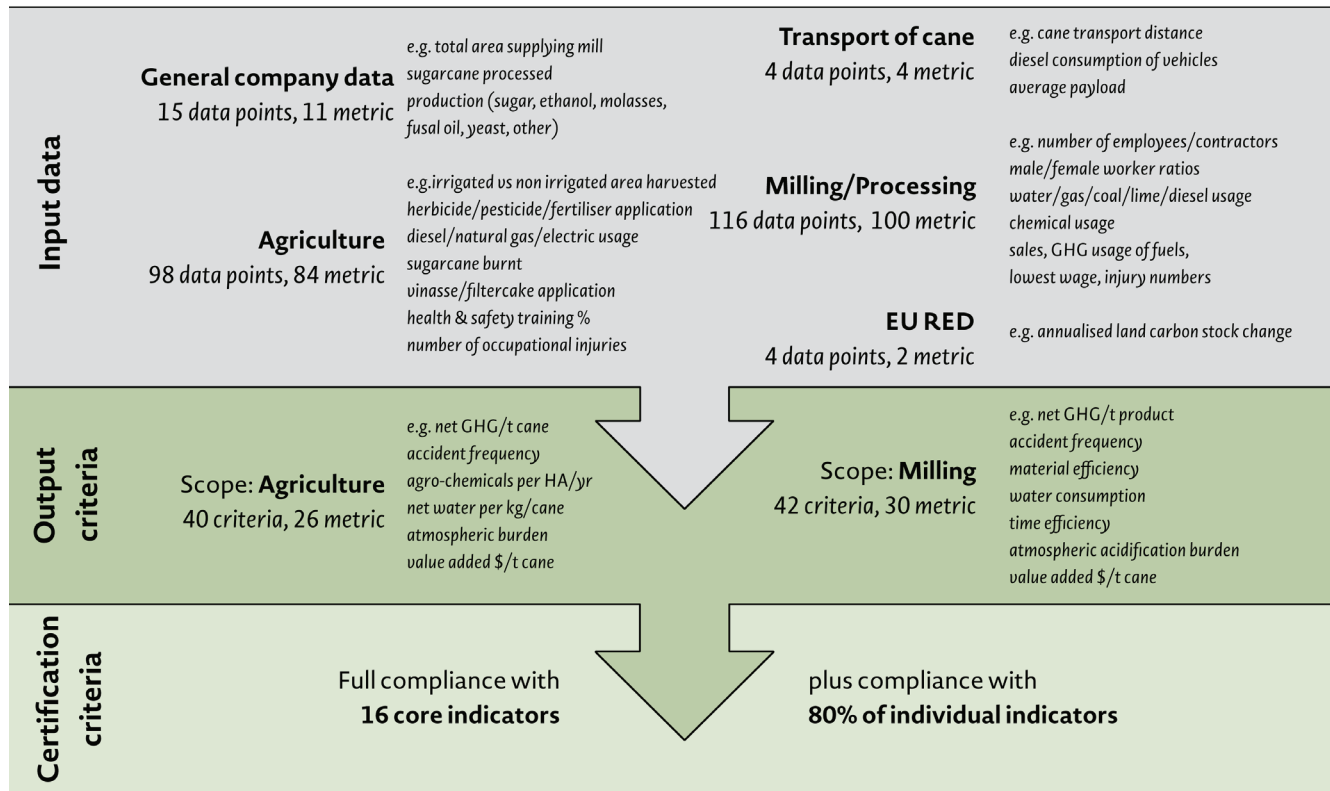 Input data
General company data
15 data points, 11 metric
e.g. total area supplying mill
sugarcane processed
production (sugar, ethanol, molasses,
fusal oil, yeast, other)
Agriculture
98 data points, 84 metric
e.g.irrigated vs non irrigated area harvested
herbicide/pesticide/fertiliser application
diesel/natural gas/electric usage
sugarcane burnt
vinasse/filtercake application
health & safety training %
number of occupational injuries
Transport of cane
4 data points, 4 metric
e.g. cane transport distance
diesel consumption of vehicles
average payload
Milling/Processing
116 data points, 100 metric
e.g. number of employees/contractors
male/female worker ratios
water/gas/coal/lime/diesel usage
chemical usage
sales, GHG usage of fuels,
lowest wage, injury numbers
EU RED
4 data points, 2 metric
e.g. annualised land carbon stock change
Output
criteria
Scope: Agriculture
40 criteria, 26 metric
e.g. net GHG/t cane
accident frequency
agro-chemicals per HA/yr
net water per kg/cane
atmospheric burden
value added $/t cane
Scope: Milling
42 criteria, 30 metric
e.g. net GHG/t product
accident frequency
material efficiency
water consumption
time efficiency
atmospheric acidification burden
value added $/t cane
Certification
criteria
Full compliance with
16 core indicators
plus compliance with
80% of individual indicators